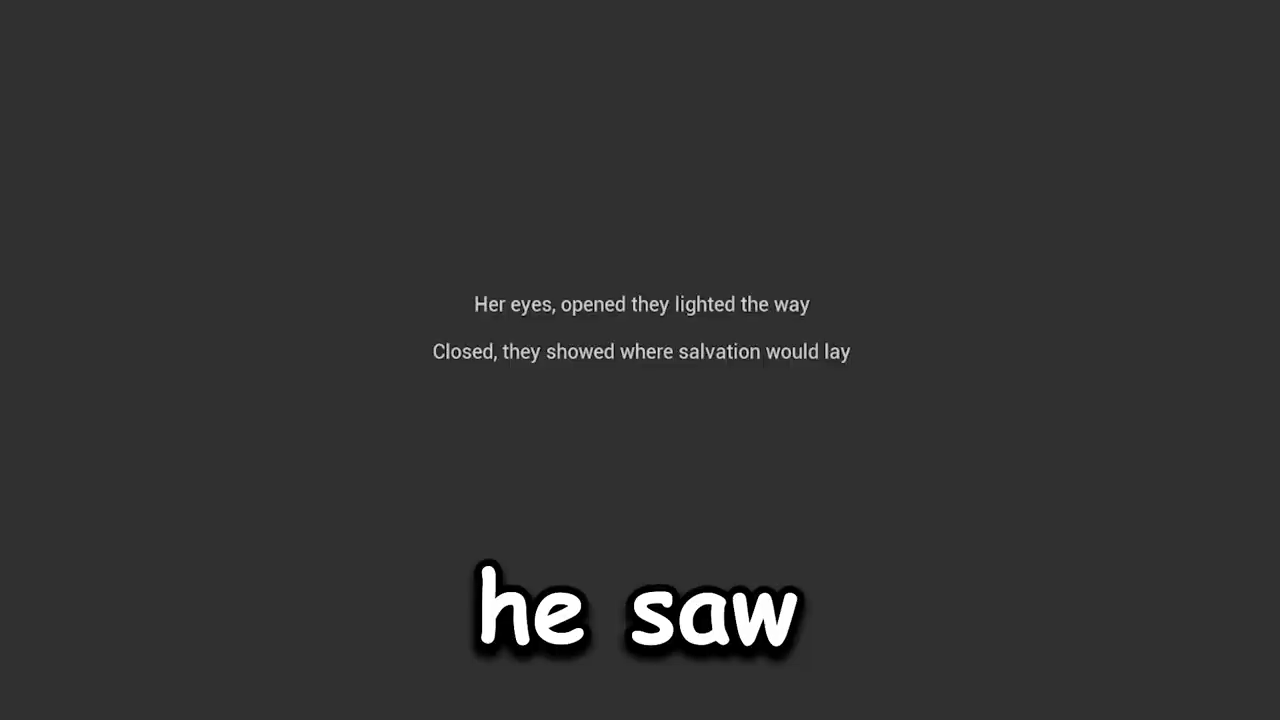 Her eyes, opened they lighted the way
Closed, they showed where salvation would lay
he saw